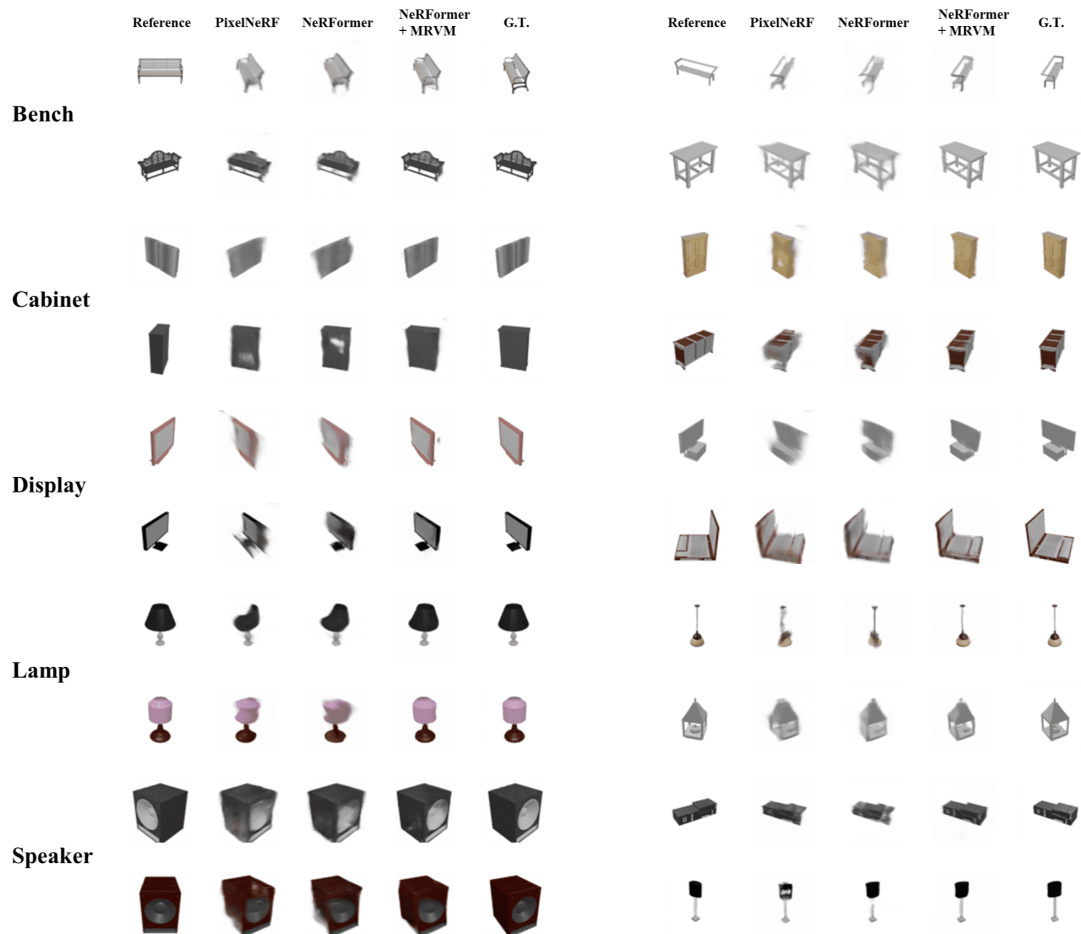 Reference PixelNeRF NeRFormer NeRFormer + MRVM G.T. Reference PixelNeRF NeRFormer NeRFormer + MRVM G.T.
Bench
Cabinet
Display
Lamp
Speaker